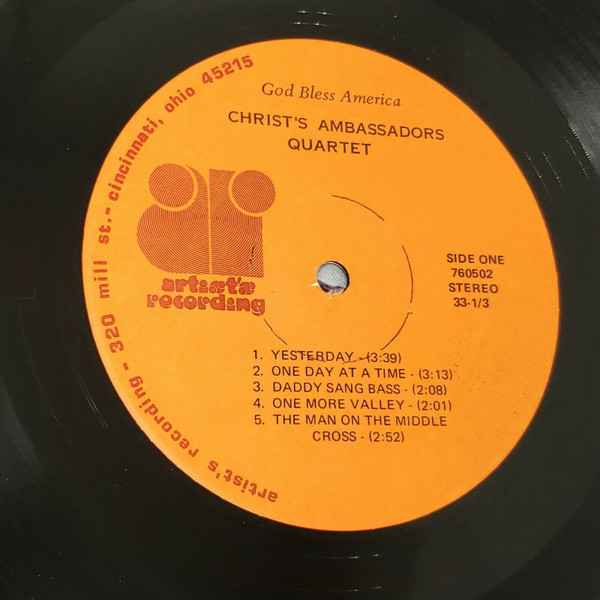 God Bless America
CHRIST'S AMBASSADORS
QUARTET
artist's recording - 320 mill st. - cincinnati, ohio 45215
artist's
recording
SIDE ONE
760502
STEREO
33-1/3
1. YESTERDAY - (3:39)
2. ONE DAY AT A TIME - (3:13)
3. DADDY SANG BASS - (2:08)
4. ONE MORE VALLEY - (2:01)
5. THE MAN ON THE MIDDLE
CROSS - (2:52)